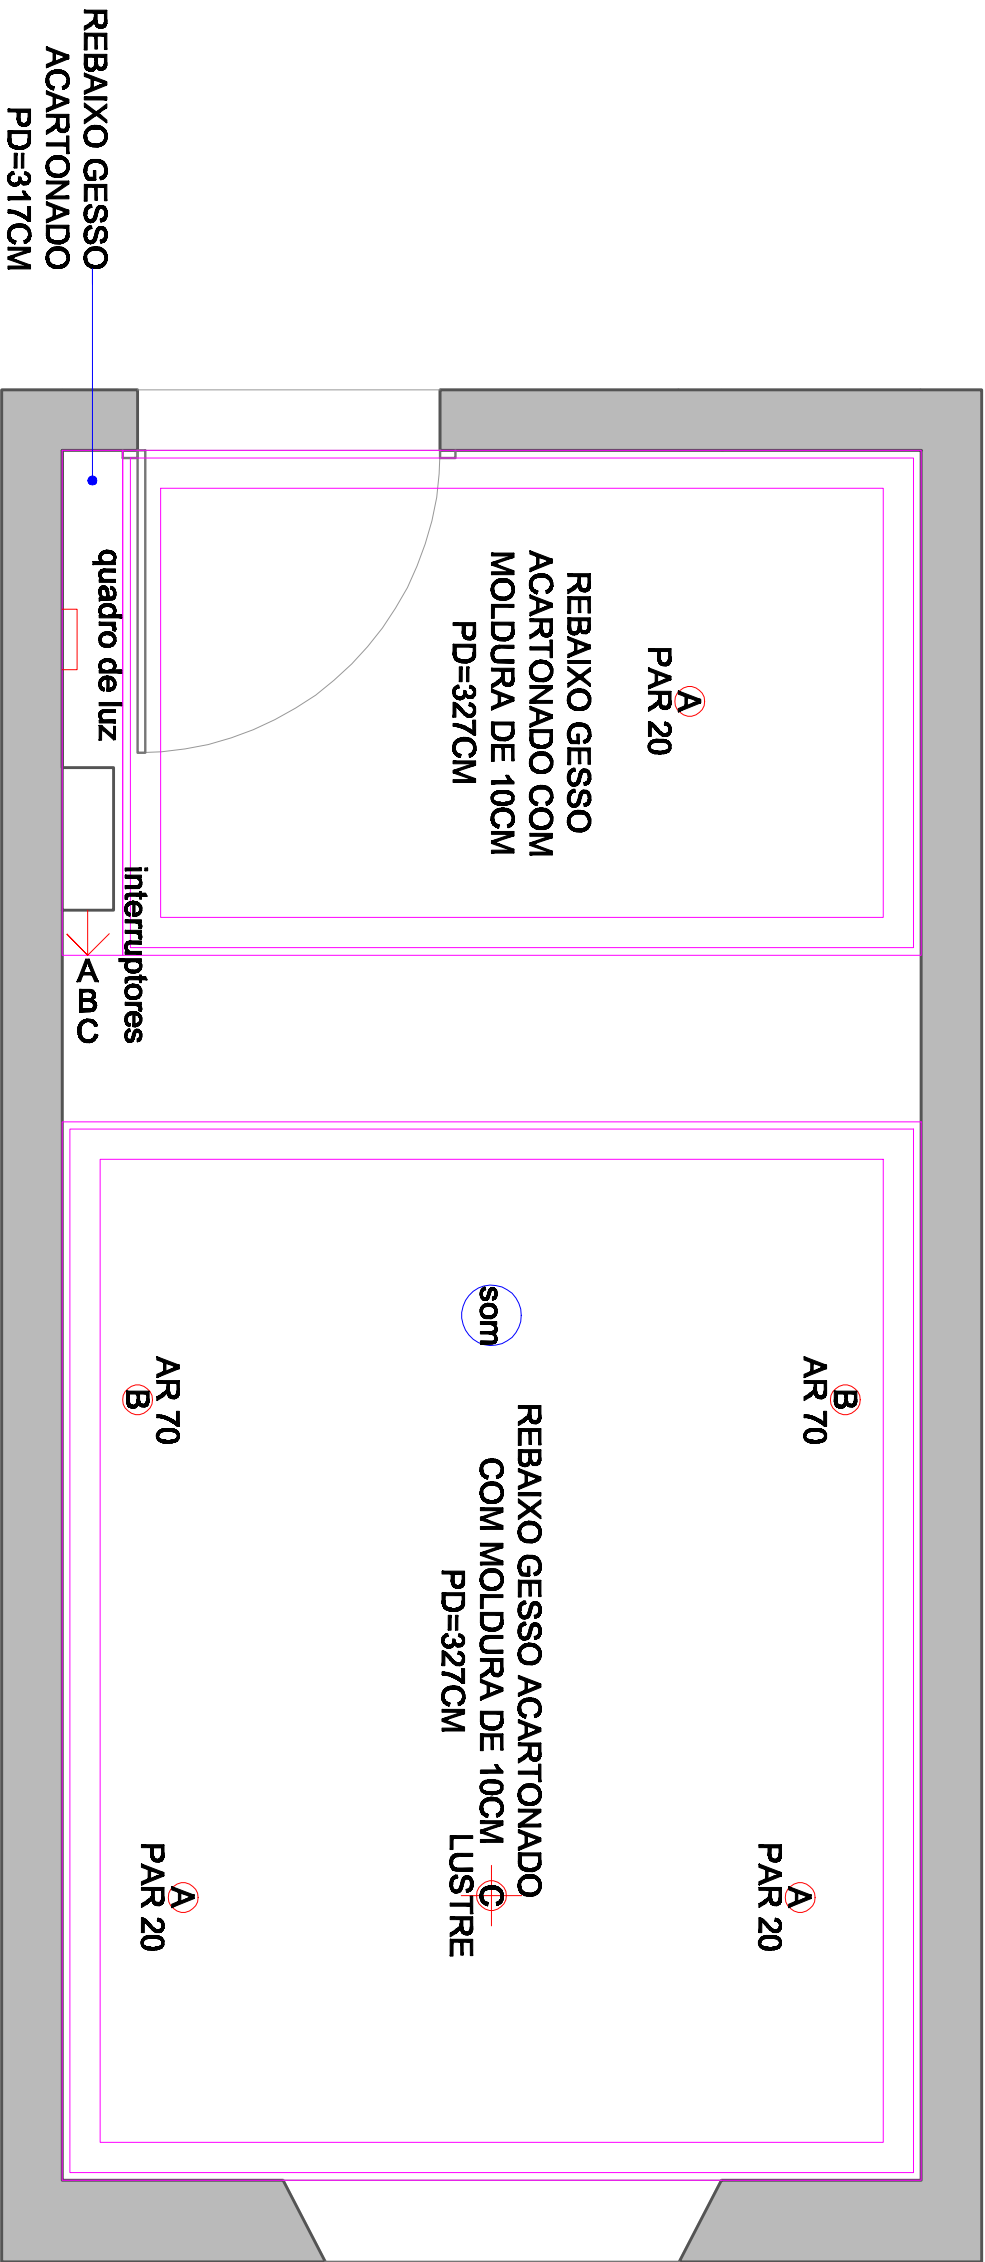 REBAIXO GESSO
ACARTONADO
PD=317CM
quadro de luz
interruptores
A B C
PAR 20
A
REBAIXO GESSO
ACARTONADO COM
MOLDURA DE 10CM
PD=327CM
B
AR 70
A
PAR 20
som
REBAIXO GESSO ACARTONADO
COM MOLDURA DE 10CM
PD=327CM
C
LUSTRE
AR 70
B
A
PAR 20